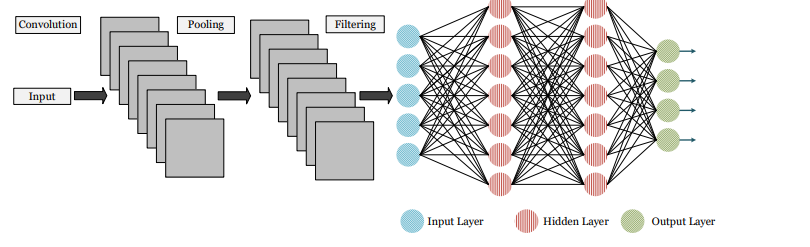 Convolution
Pooling
Filtering
Input
Input Layer
Hidden Layer
Output Layer